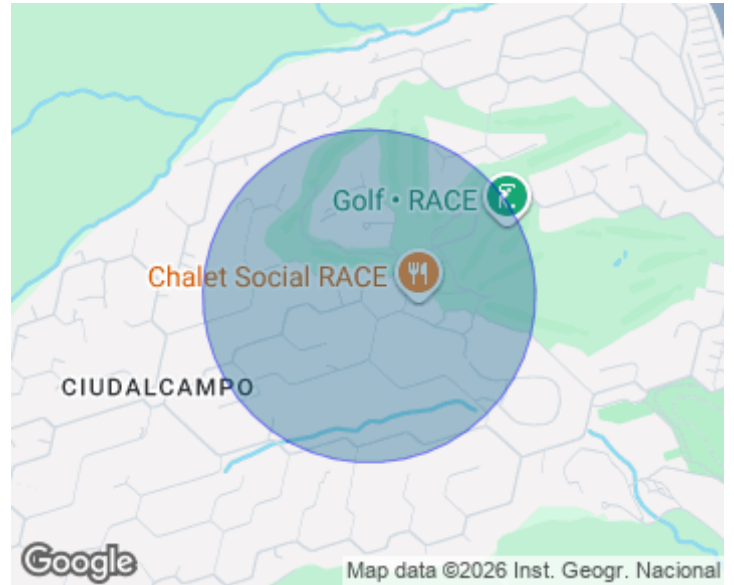 Golf • RACE
Chalet Social RACE
CIUDALCAMPO
Google
Map data ©2026 Inst. Geogr. Nacional